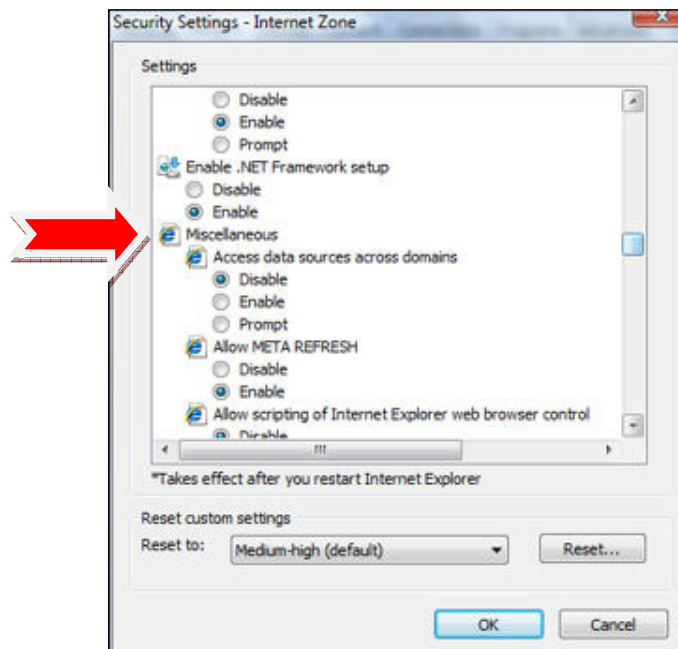 Security Settings - Internet Zone
Settings
Disable
Enable
Prompt
Enable .NET Framework setup
Disable
Enable
Miscellaneous
Access data sources across domains
Disable
Enable
Prompt
Allow META REFRESH
Disable
Enable
Allow scripting of Internet Explorer web browser control
Disable
*Takes effect after you restart Internet Explorer
Reset custom settings
Reset to: Medium-high (default) Reset...
OK Cancel